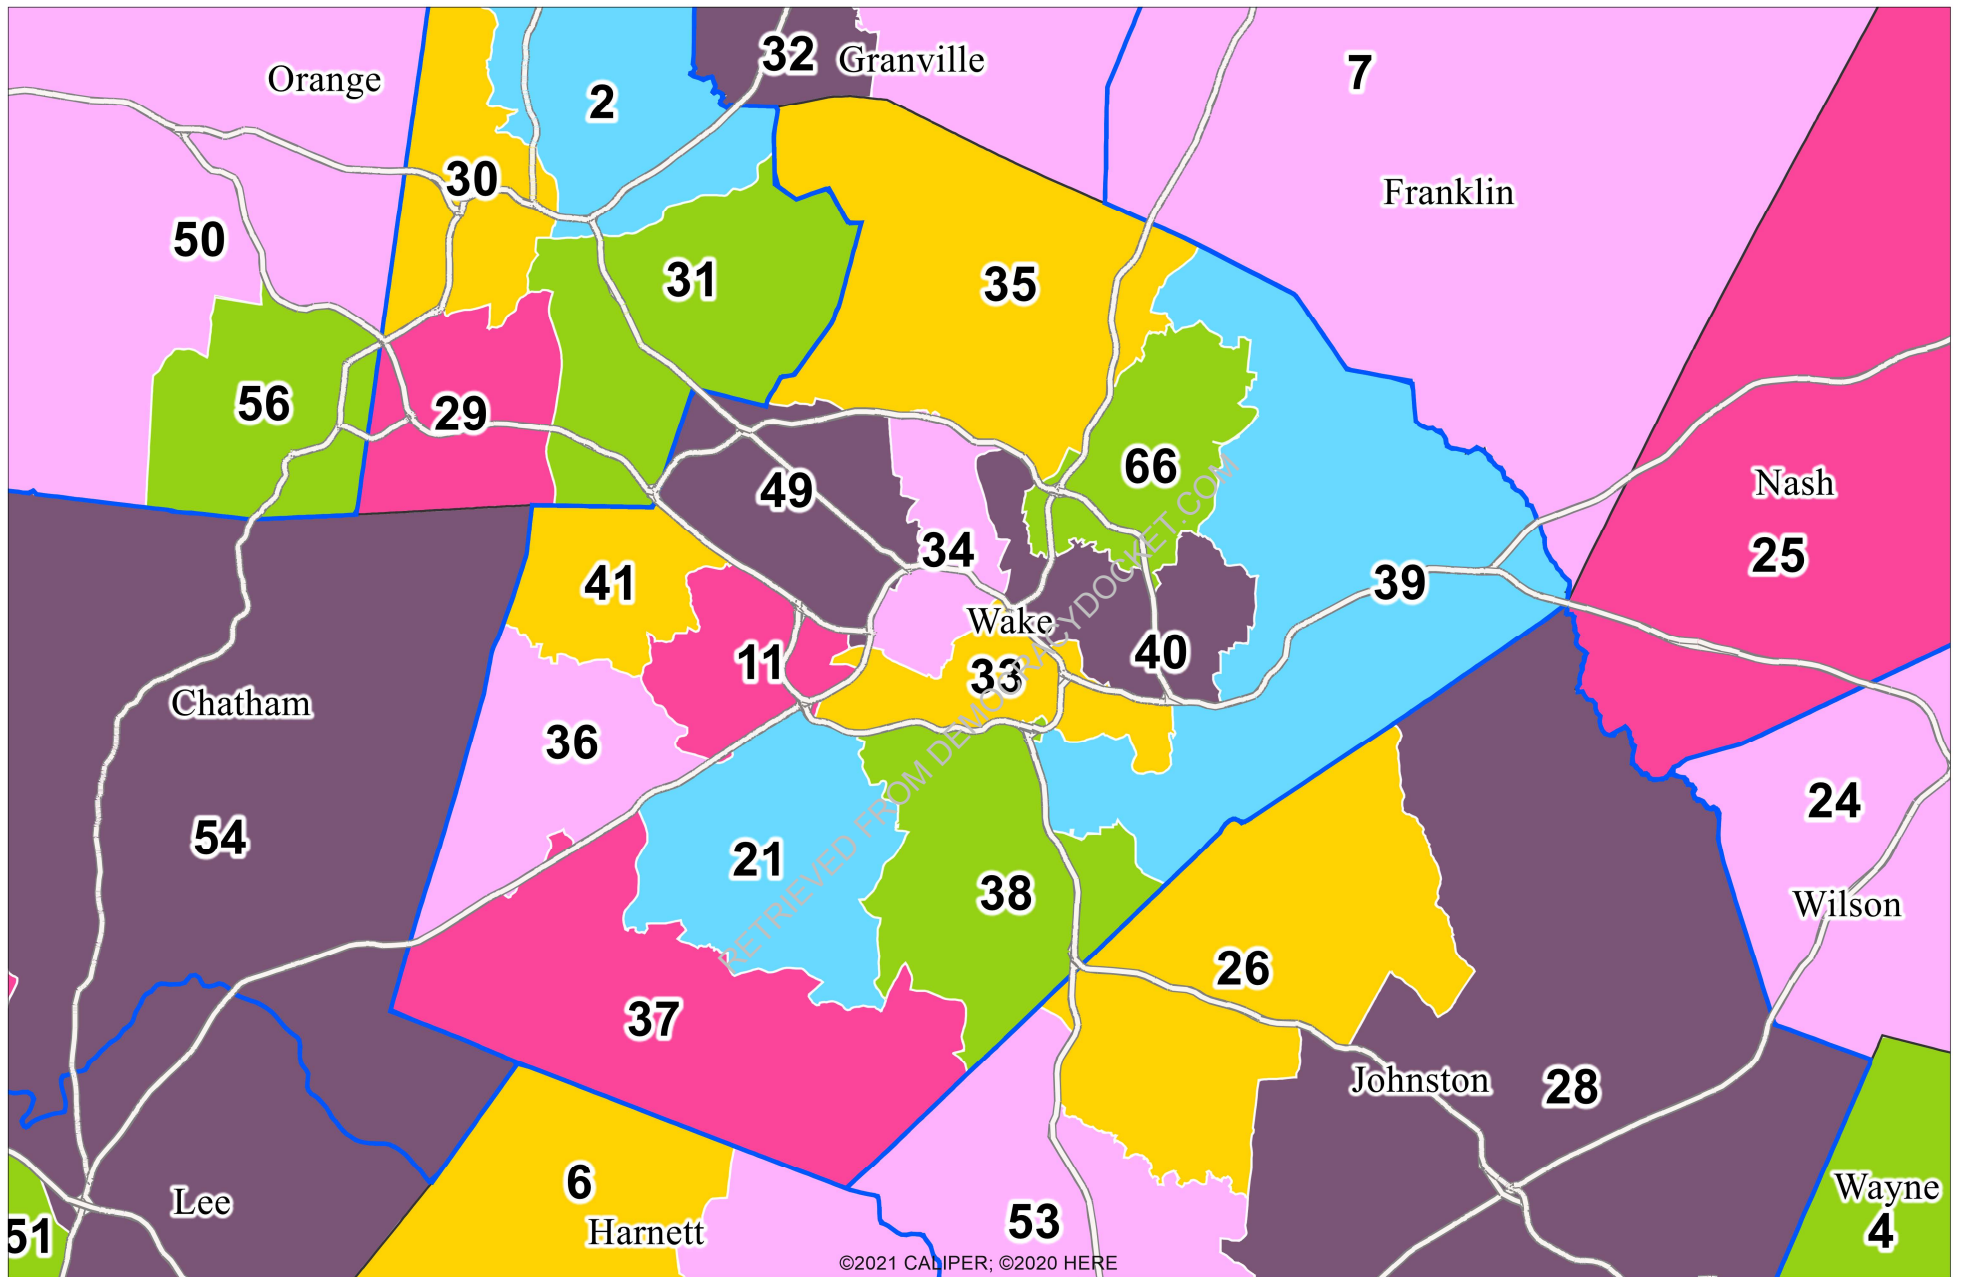 32
Granville
7
Orange
2
30
Franklin
50
31
35
56
29
66
Nash
49
25
34
41
39
Wake
11
40
33
Chatham
36
24
54
21
38
Wilson
26
37
Johnston
28
6
Wayne
Lee
53
4
Harnett
51
RETRIEVED FROM DEMOCRACYDOCKET.COM
©2021 CALIPER; ©2020 HERE